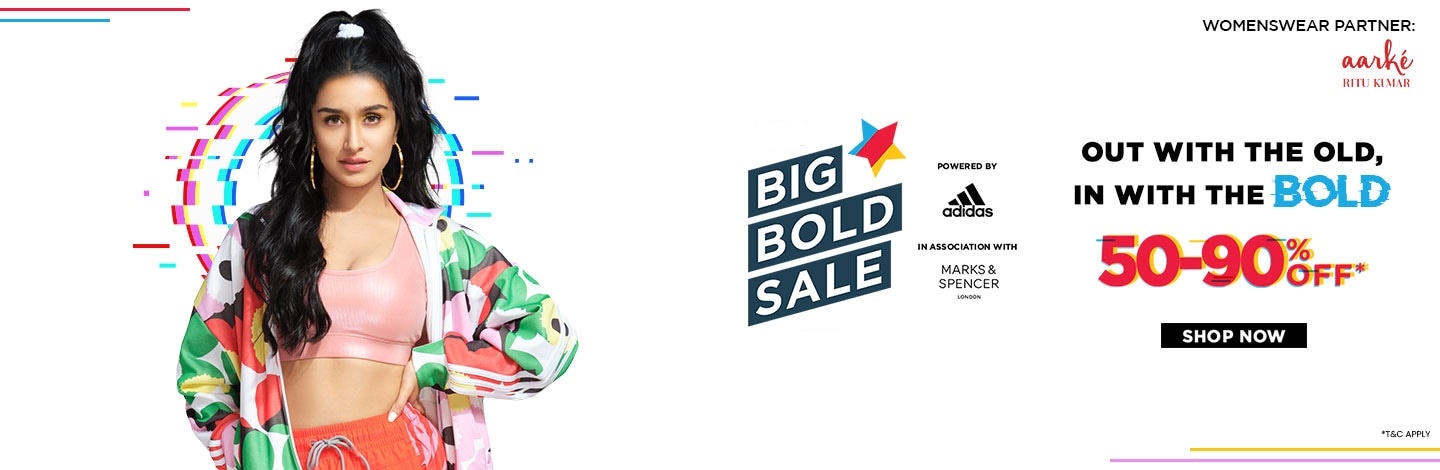 WOMENSWEAR PARTNER:
aarké
RITU KUMAR
BIG
BOLD
SALE
POWERED BY
adidas
IN ASSOCIATION WITH
MARKS &
SPENCER
LONDON
OUT WITH THE OLD,
IN WITH THE BOLD
50-90% OFF*
SHOP NOW
*T&C APPLY